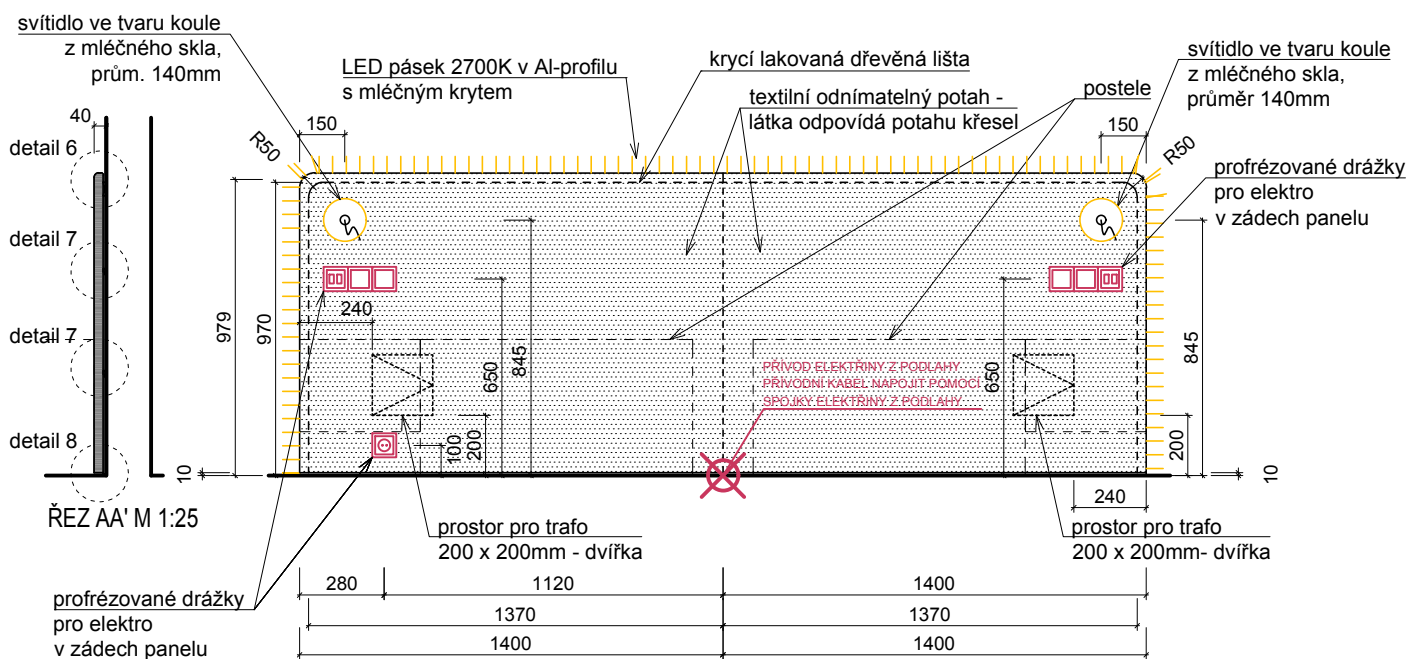 svítidlo ve tvaru koule
z mléčného skla,
prům. 140mm
LED pásek 2700K v Al-profilu
s mléčným krytem
krycí lakovaná dřevěná lišta
textilní odnímatelný potah -
látka odpovídá potahu křesel
postele
svítidlo ve tvaru koule
z mléčného skla,
průměr 140mm
40
150
150
R50
R50
detail 6
detail 7
detail 7
detail 8
profrézované drážky
pro elektro
v zádech panelu
979
970
240
650
845
100
200
10
PŘÍVOD ELEKTŘINY Z PODLAHY
PŘÍVODNÍ KABEL NAPOJIT POMOCÍ
SPOJKY ELEKTŘINY Z PODLAHY
650
845
200
10
240
ŘEZ AA' M 1:25
prostor pro trafo
200 x 200mm - dvířka
prostor pro trafo
200 x 200mm- dvířka
profrézované drážky
pro elektro
v zádech panelu
280
1120
1400
1370
1370
1400
1400